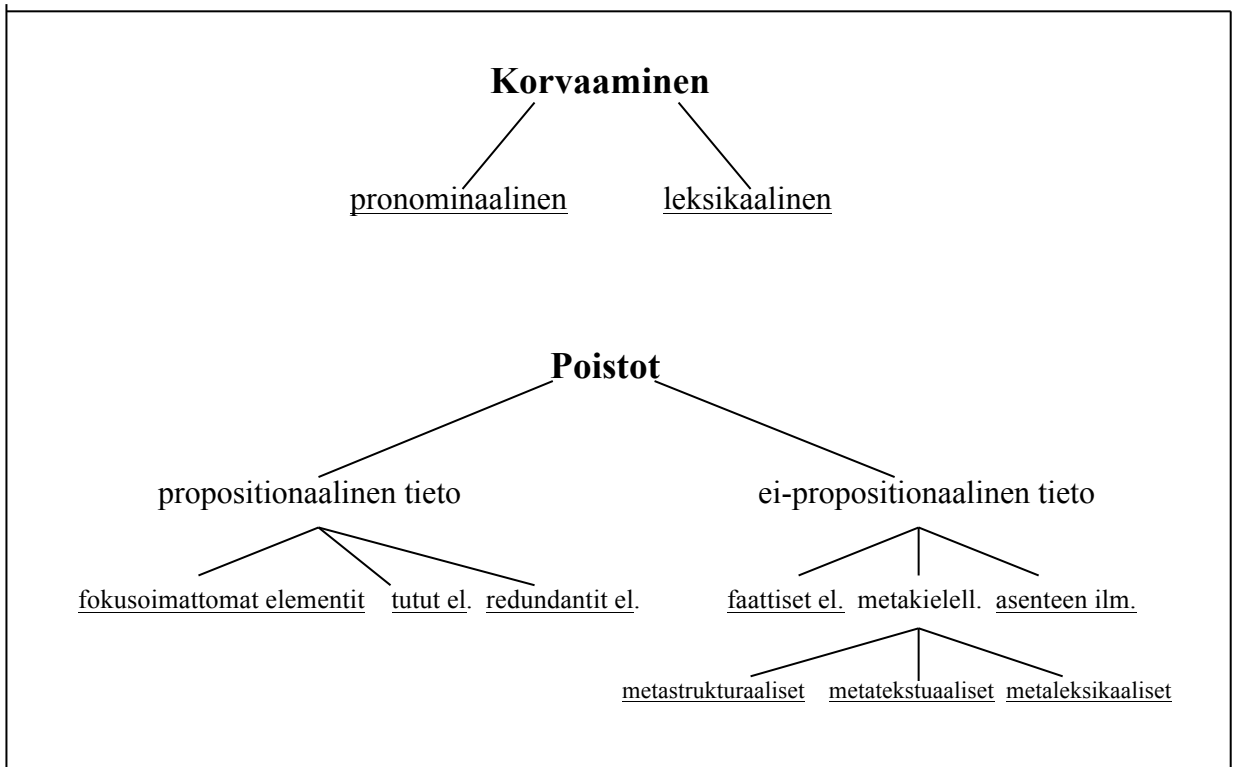 Korvaaminen
pronominaalinen leksikaalinen
Poistot
propositionaalinen tieto ei-propositionaalinen tieto
fokusoimattomat elementit tutut el. redundantit el. faattiset el. metakielell. asenteen ilm.
metastrukturaaliset metatekstuaaliset metaleksikaaliset